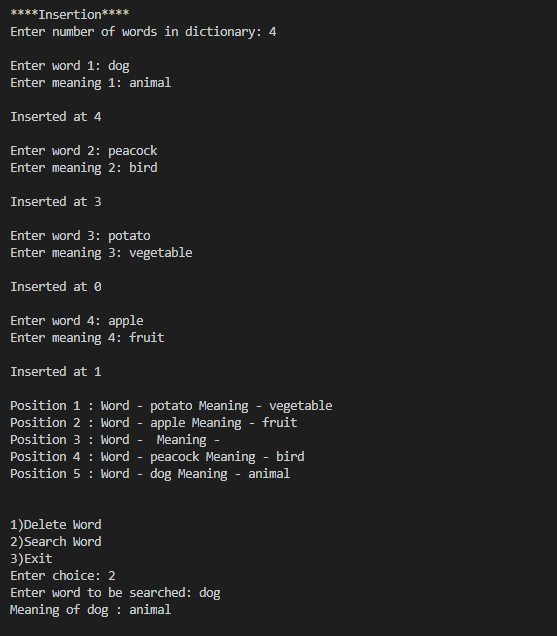 ****Insertion****
Enter number of words in dictionary: 4
Enter word 1: dog
Enter meaning 1: animal
Inserted at 4
Enter word 2: peacock
Enter meaning 2: bird
Inserted at 3
Enter word 3: potato
Enter meaning 3: vegetable
Inserted at 0
Enter word 4: apple
Enter meaning 4: fruit
Inserted at 1
Position 1 : Word - potato Meaning - vegetable
Position 2 : Word - apple Meaning - fruit
Position 3 : Word -  Meaning -
Position 4 : Word - peacock Meaning - bird
Position 5 : Word - dog Meaning - animal
1)Delete Word
2)Search Word
3)Exit
Enter choice: 2
Enter word to be searched: dog
Meaning of dog : animal